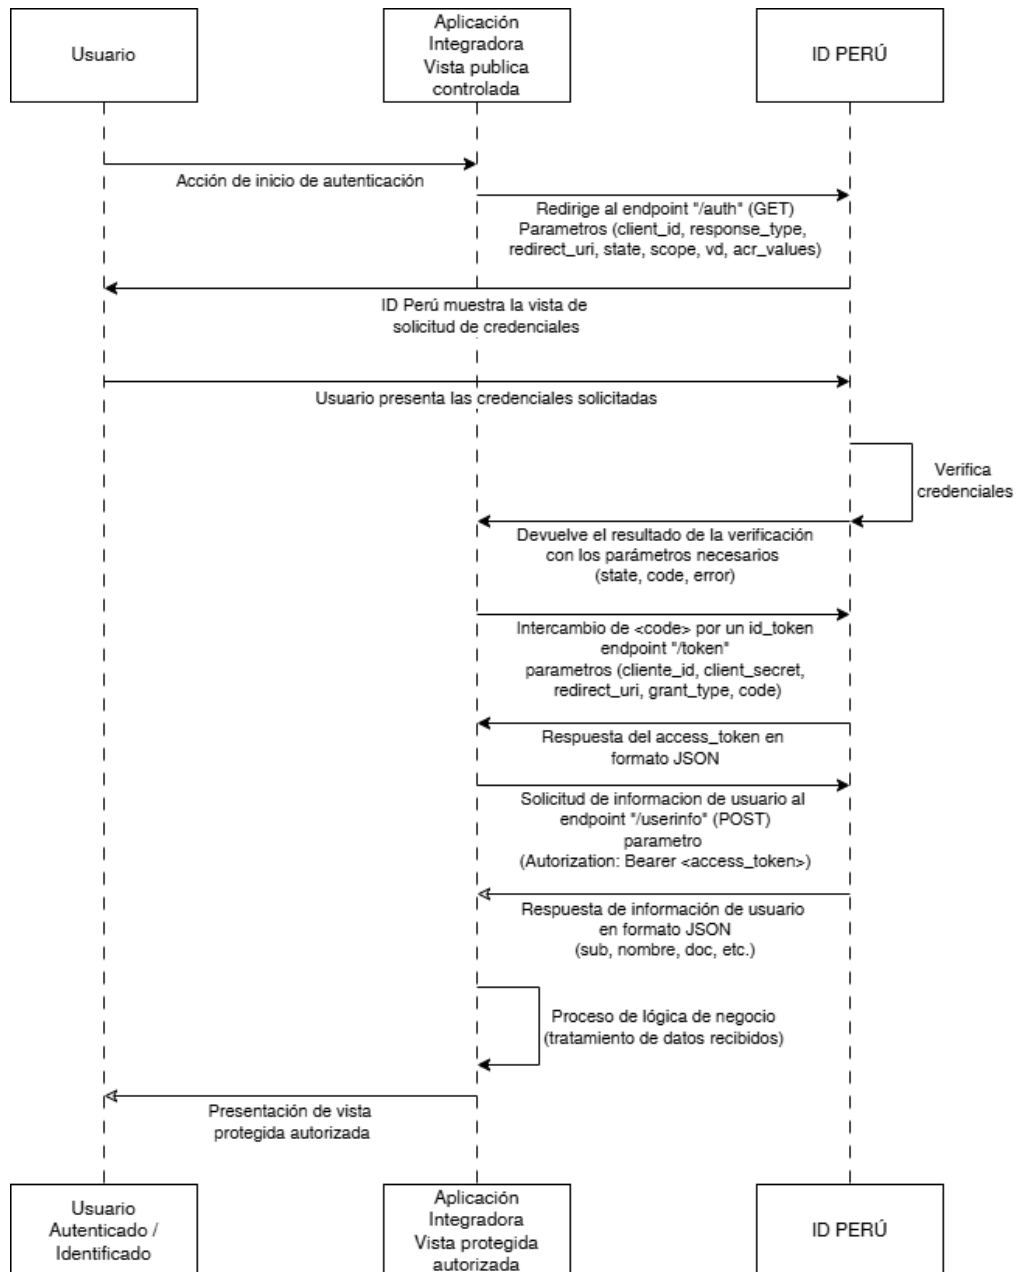 Usuario
Aplicación
Integradora
Vista publica
controlada
ID PERÚ
Acción de inicio de autenticación
Redirige al endpoint "/auth" (GET)
Parametros (client_id, response_type,
redirect_uri, state, scope, vd, acr_values)
ID Perú muestra la vista de
solicitud de credenciales
Usuario presenta las credenciales solicitadas
Verifica
credenciales
Devuelve el resultado de la verificación
con los parámetros necesarios
(state, code, error)
Intercambio de <code> por un id_token
endpoint "/token"
parametros (cliente_id, client_secret,
redirect_uri, grant_type, code)
Respuesta del access_token en
formato JSON
Solicitud de informacion de usuario al
endpoint "/userinfo" (POST)
parametro
(Autorization: Bearer <access_token>)
Respuesta de información de usuario
en formato JSON
(sub, nombre, doc, etc.)
Proceso de lógica de negocio
(tratamiento de datos recibidos)
Presentación de vista
protegida autorizada
Usuario
Autenticado /
Identificado
Aplicación
Integradora
Vista protegida
autorizada
ID PERÚ